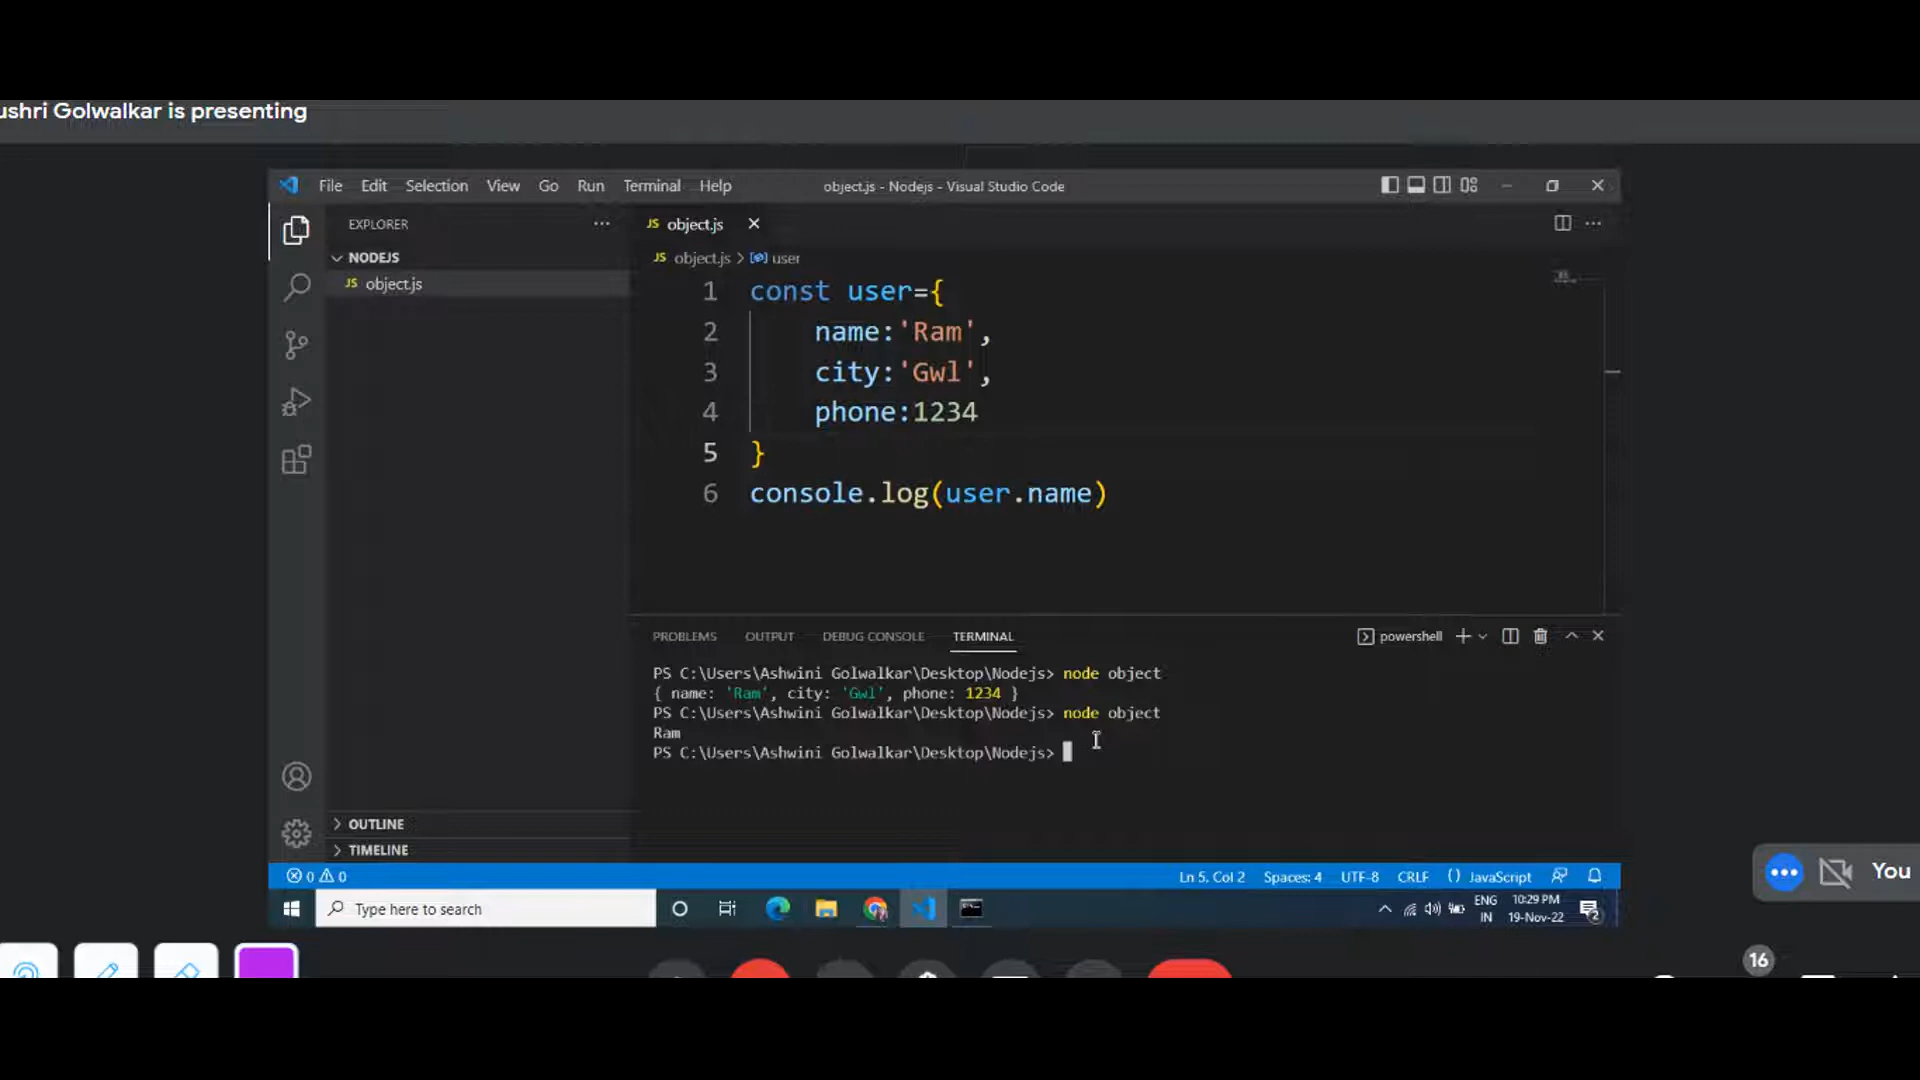 ushri Golwalkar is presenting
File Edit Selection View Go Run Terminal Help object.js - Nodejs - Visual Studio Code
EXPLORER
JS object.js
NODEJS
JS object.js > user
JS object.js
1 const user={
2 name:'Ram',
3 city:'Gwl',
4 phone:1234
5 }
6 console.log(user.name)
PROBLEMS OUTPUT DEBUG CONSOLE TERMINAL powershell
PS C:\Users\Ashwini Golwalkar\Desktop\Nodejs> node object
{ name: 'Ram', city: 'Gwl', phone: 1234 }
PS C:\Users\Ashwini Golwalkar\Desktop\Nodejs> node object
Ram
PS C:\Users\Ashwini Golwalkar\Desktop\Nodejs>
OUTLINE
TIMELINE
0 0 Ln 5, Col 2 Spaces: 4 UTF-8 CRLF () JavaScript
You
Type here to search
ENG
IN
10:29 PM
19-Nov-22
2
16